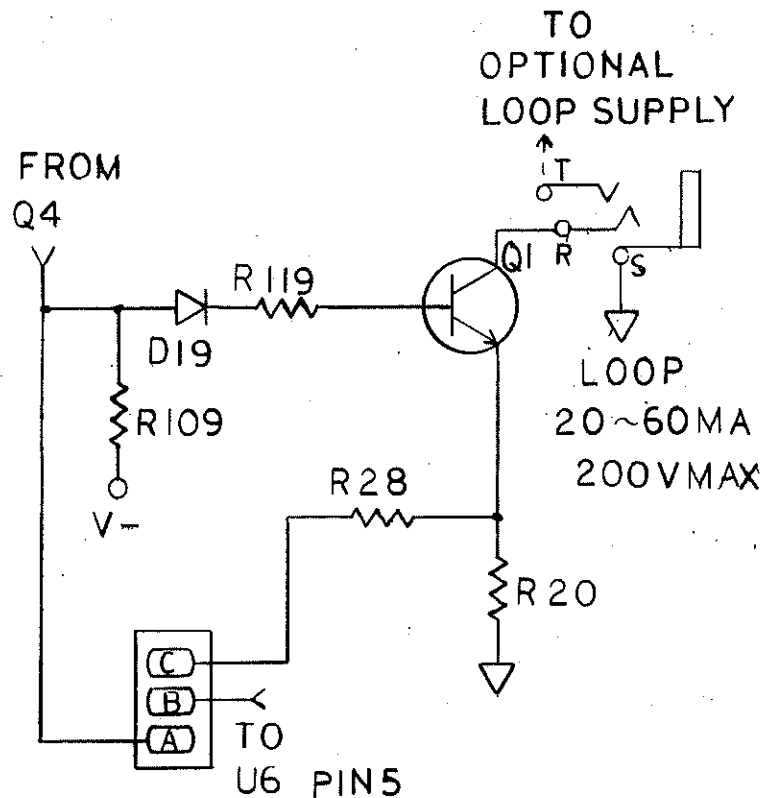 TO
OPTIONAL
LOOP SUPPLY
FROM
Q4
T
Q1
R
S
R119
D19
R109
V-
LOOP
20~60MA
200VMAX
R28
R20
C
B
A
TO
U6 PIN5